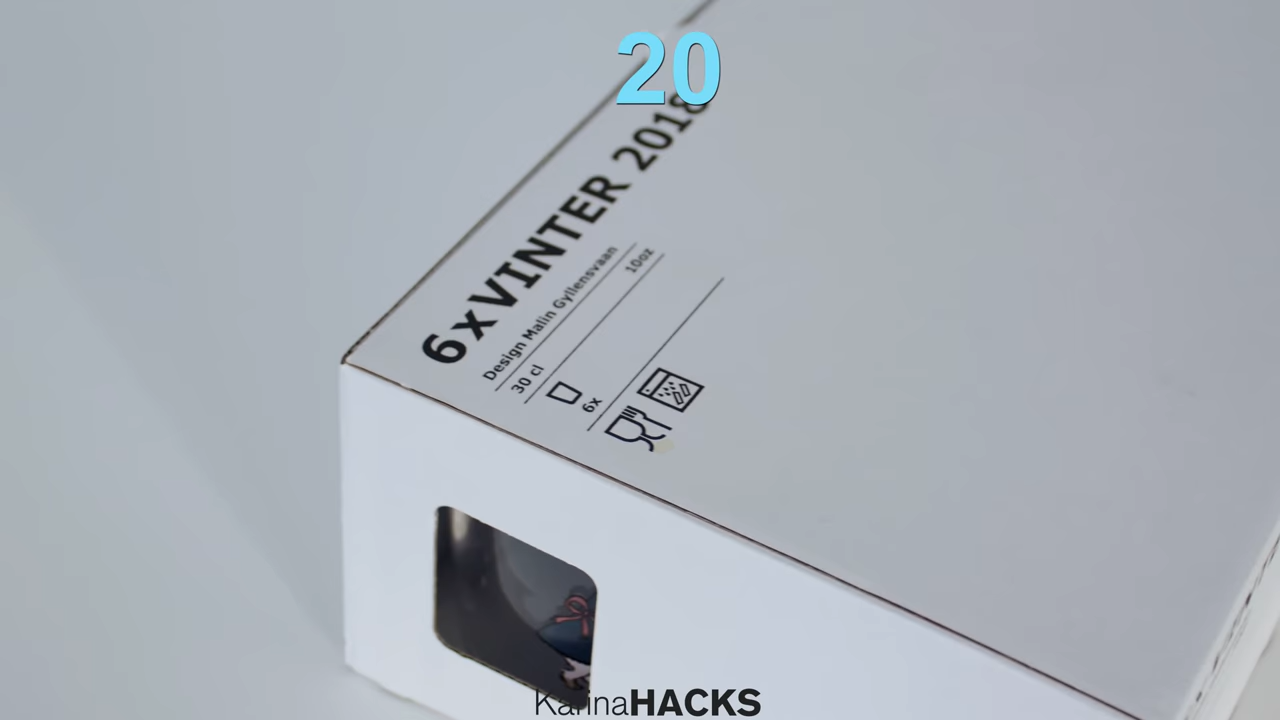 20
6xVINTER 2018
Design Malin Gyllensvaan
30 cl 10oz
6x
KarinaHACKS